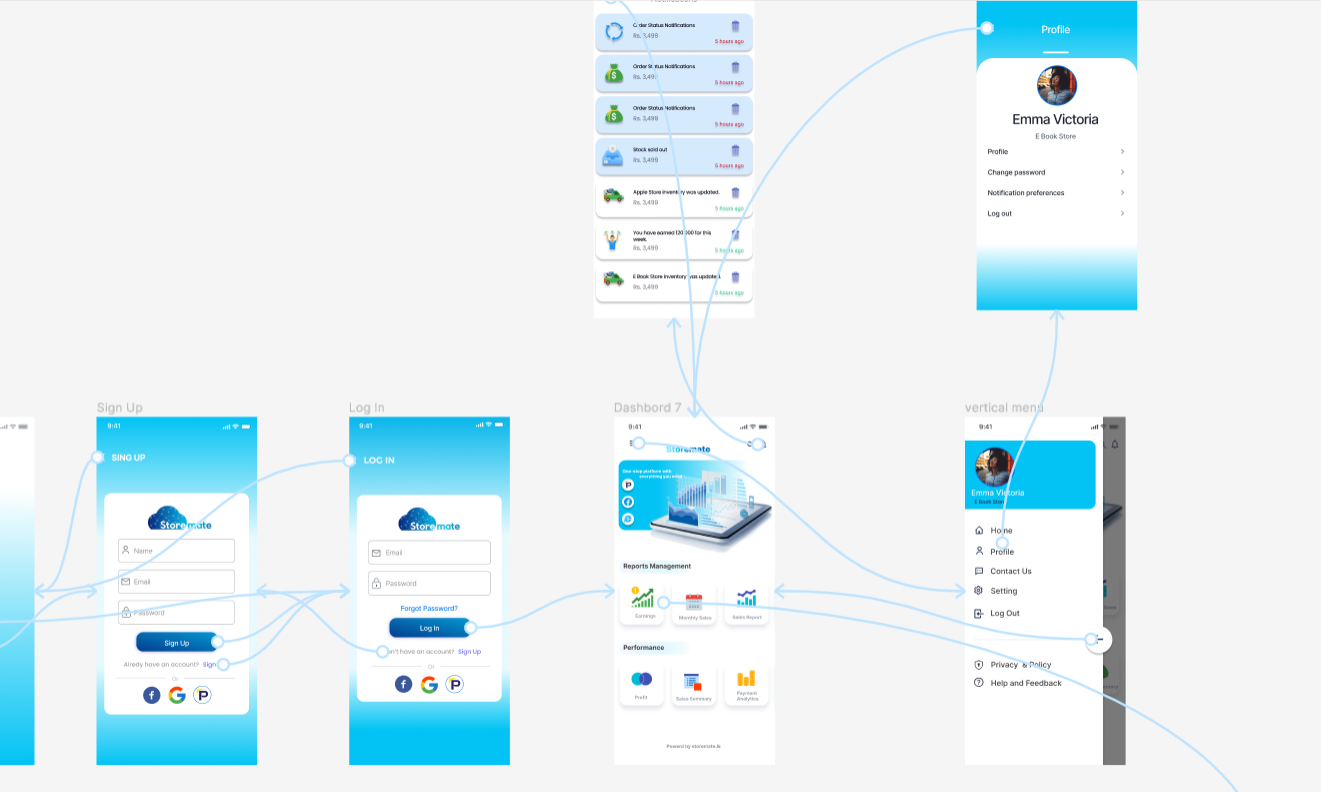 Notifications
Order Status Notifications
Rs. 3,499
5 hours ago
Order Status Notifications
Rs. 3,499
5 hours ago
Order Status Notifications
Rs. 3,499
5 hours ago
Stock sold out
Rs. 3,499
5 hours ago
Apple Store Inventory was updated.
Rs. 3,499
5 hours ago
You have earned 120,000 for this
week.
Rs. 3,499
5 hours ago
E Book Store Inventory was updated.
Rs. 3,499
5 hours ago
Profile
Emma Victoria
E Book Store
Profile
Change password
Notification preferences
Log out
Sign Up
9:41
SING UP
Storemate
Name
Email
Password
Sign Up
Alredy have an account? Sign
Or
Log In
9:41
LOG IN
Storemate
Email
Password
Forgot Password?
Log In
n't have an account? Sign Up
Or
Dashbord 7
9:41
Storemate
One-stop platform with
everything you need
Reports Management
Earnings
Monthly Sales
Sales Report
Performance
Profit
Sales Summary
Payment
Analytics
Powerd by storemate.lk
vertical menu
9:41
Emma Victoria
E Book Store
Home
Profile
Contact Us
Setting
Log Out
Privacy & Policy
Help and Feedback